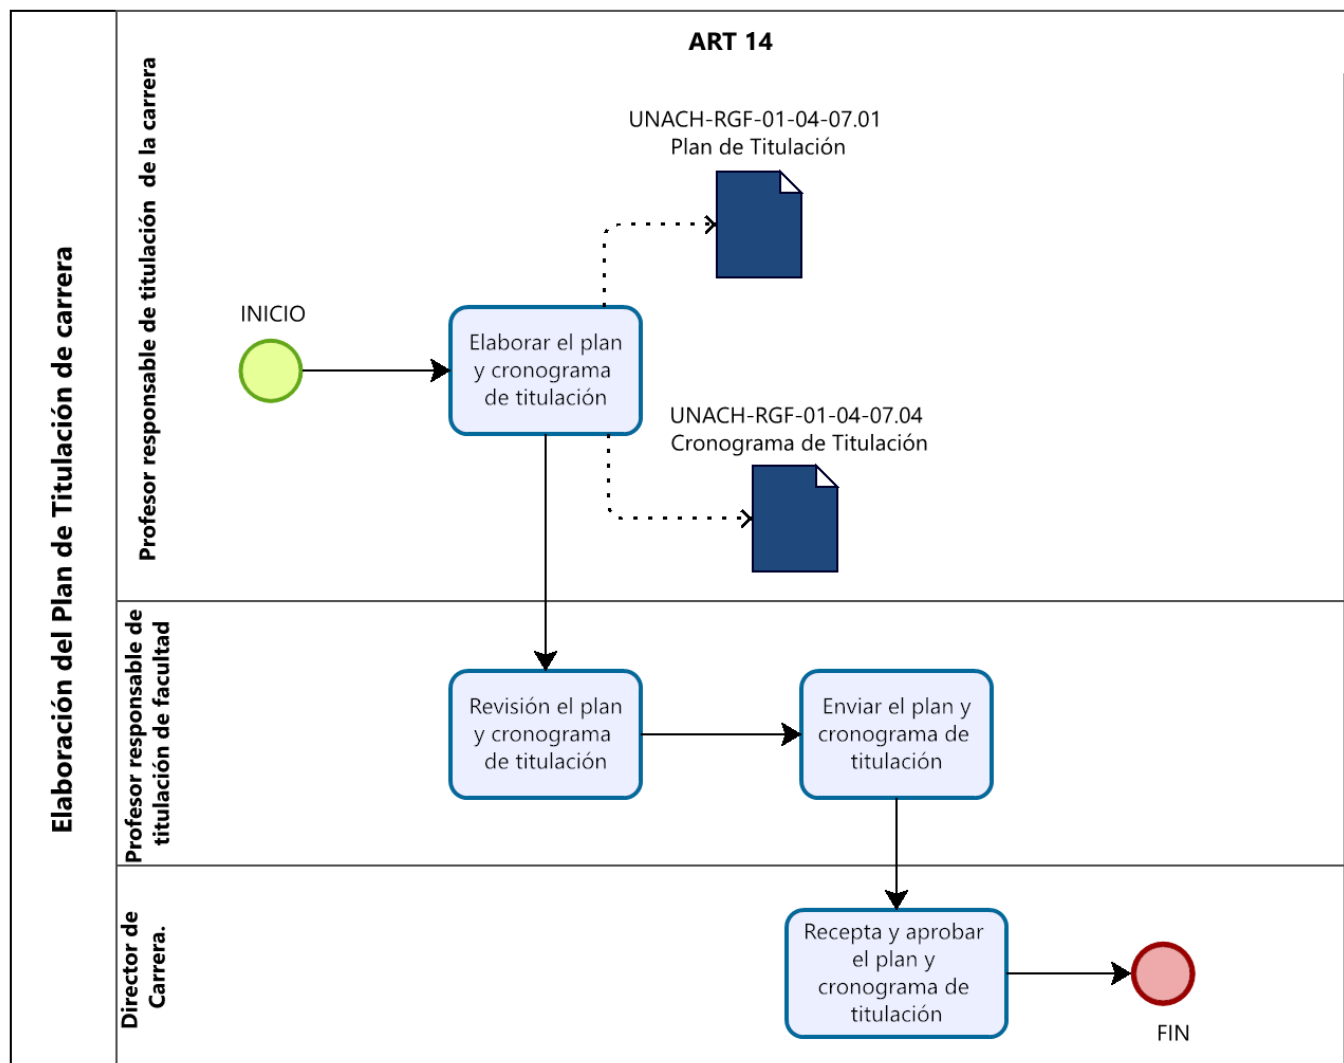 Elaboración del Plan de Titulación de carrera
ART 14
Profesor responsable de titulación de la carrera
UNACH-RGF-01-04-07.01
Plan de Titulación
INICIO
Elaborar el plan
y cronograma
de titulación
UNACH-RGF-01-04-07.04
Cronograma de Titulación
Profesor responsable de
titulación de facultad
Revisión el plan
y cronograma
de titulación
Enviar el plan y
cronograma de
titulación
Director de
Carrera.
Recepta y aprobar
el plan y
cronograma de
titulación
FIN